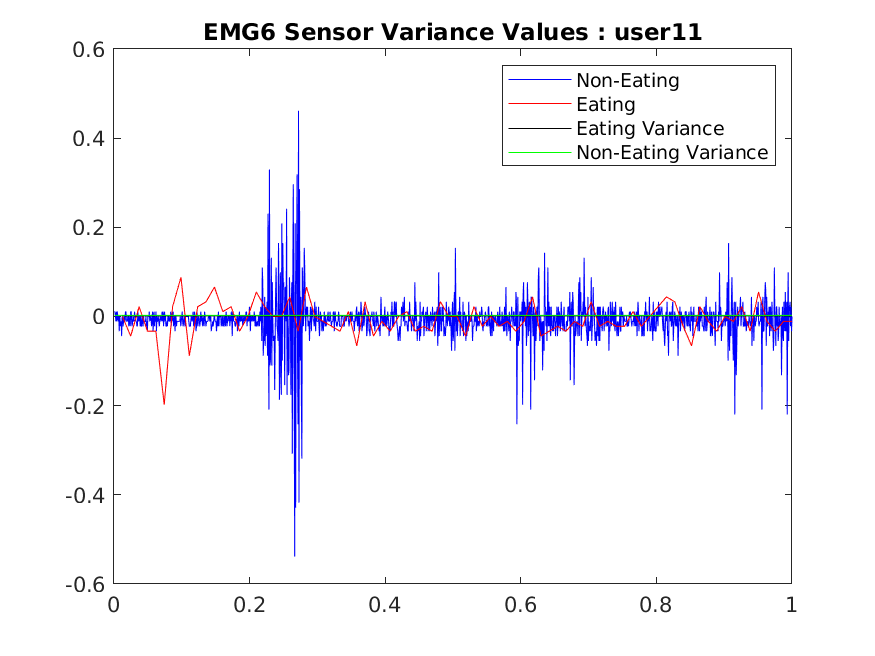 EMG6 Sensor Variance Values : user11
Non-Eating
Eating
Eating Variance
Non-Eating Variance
0.6
0.4
0.2
0
-0.2
-0.4
-0.6
0 0.2 0.4 0.6 0.8 1